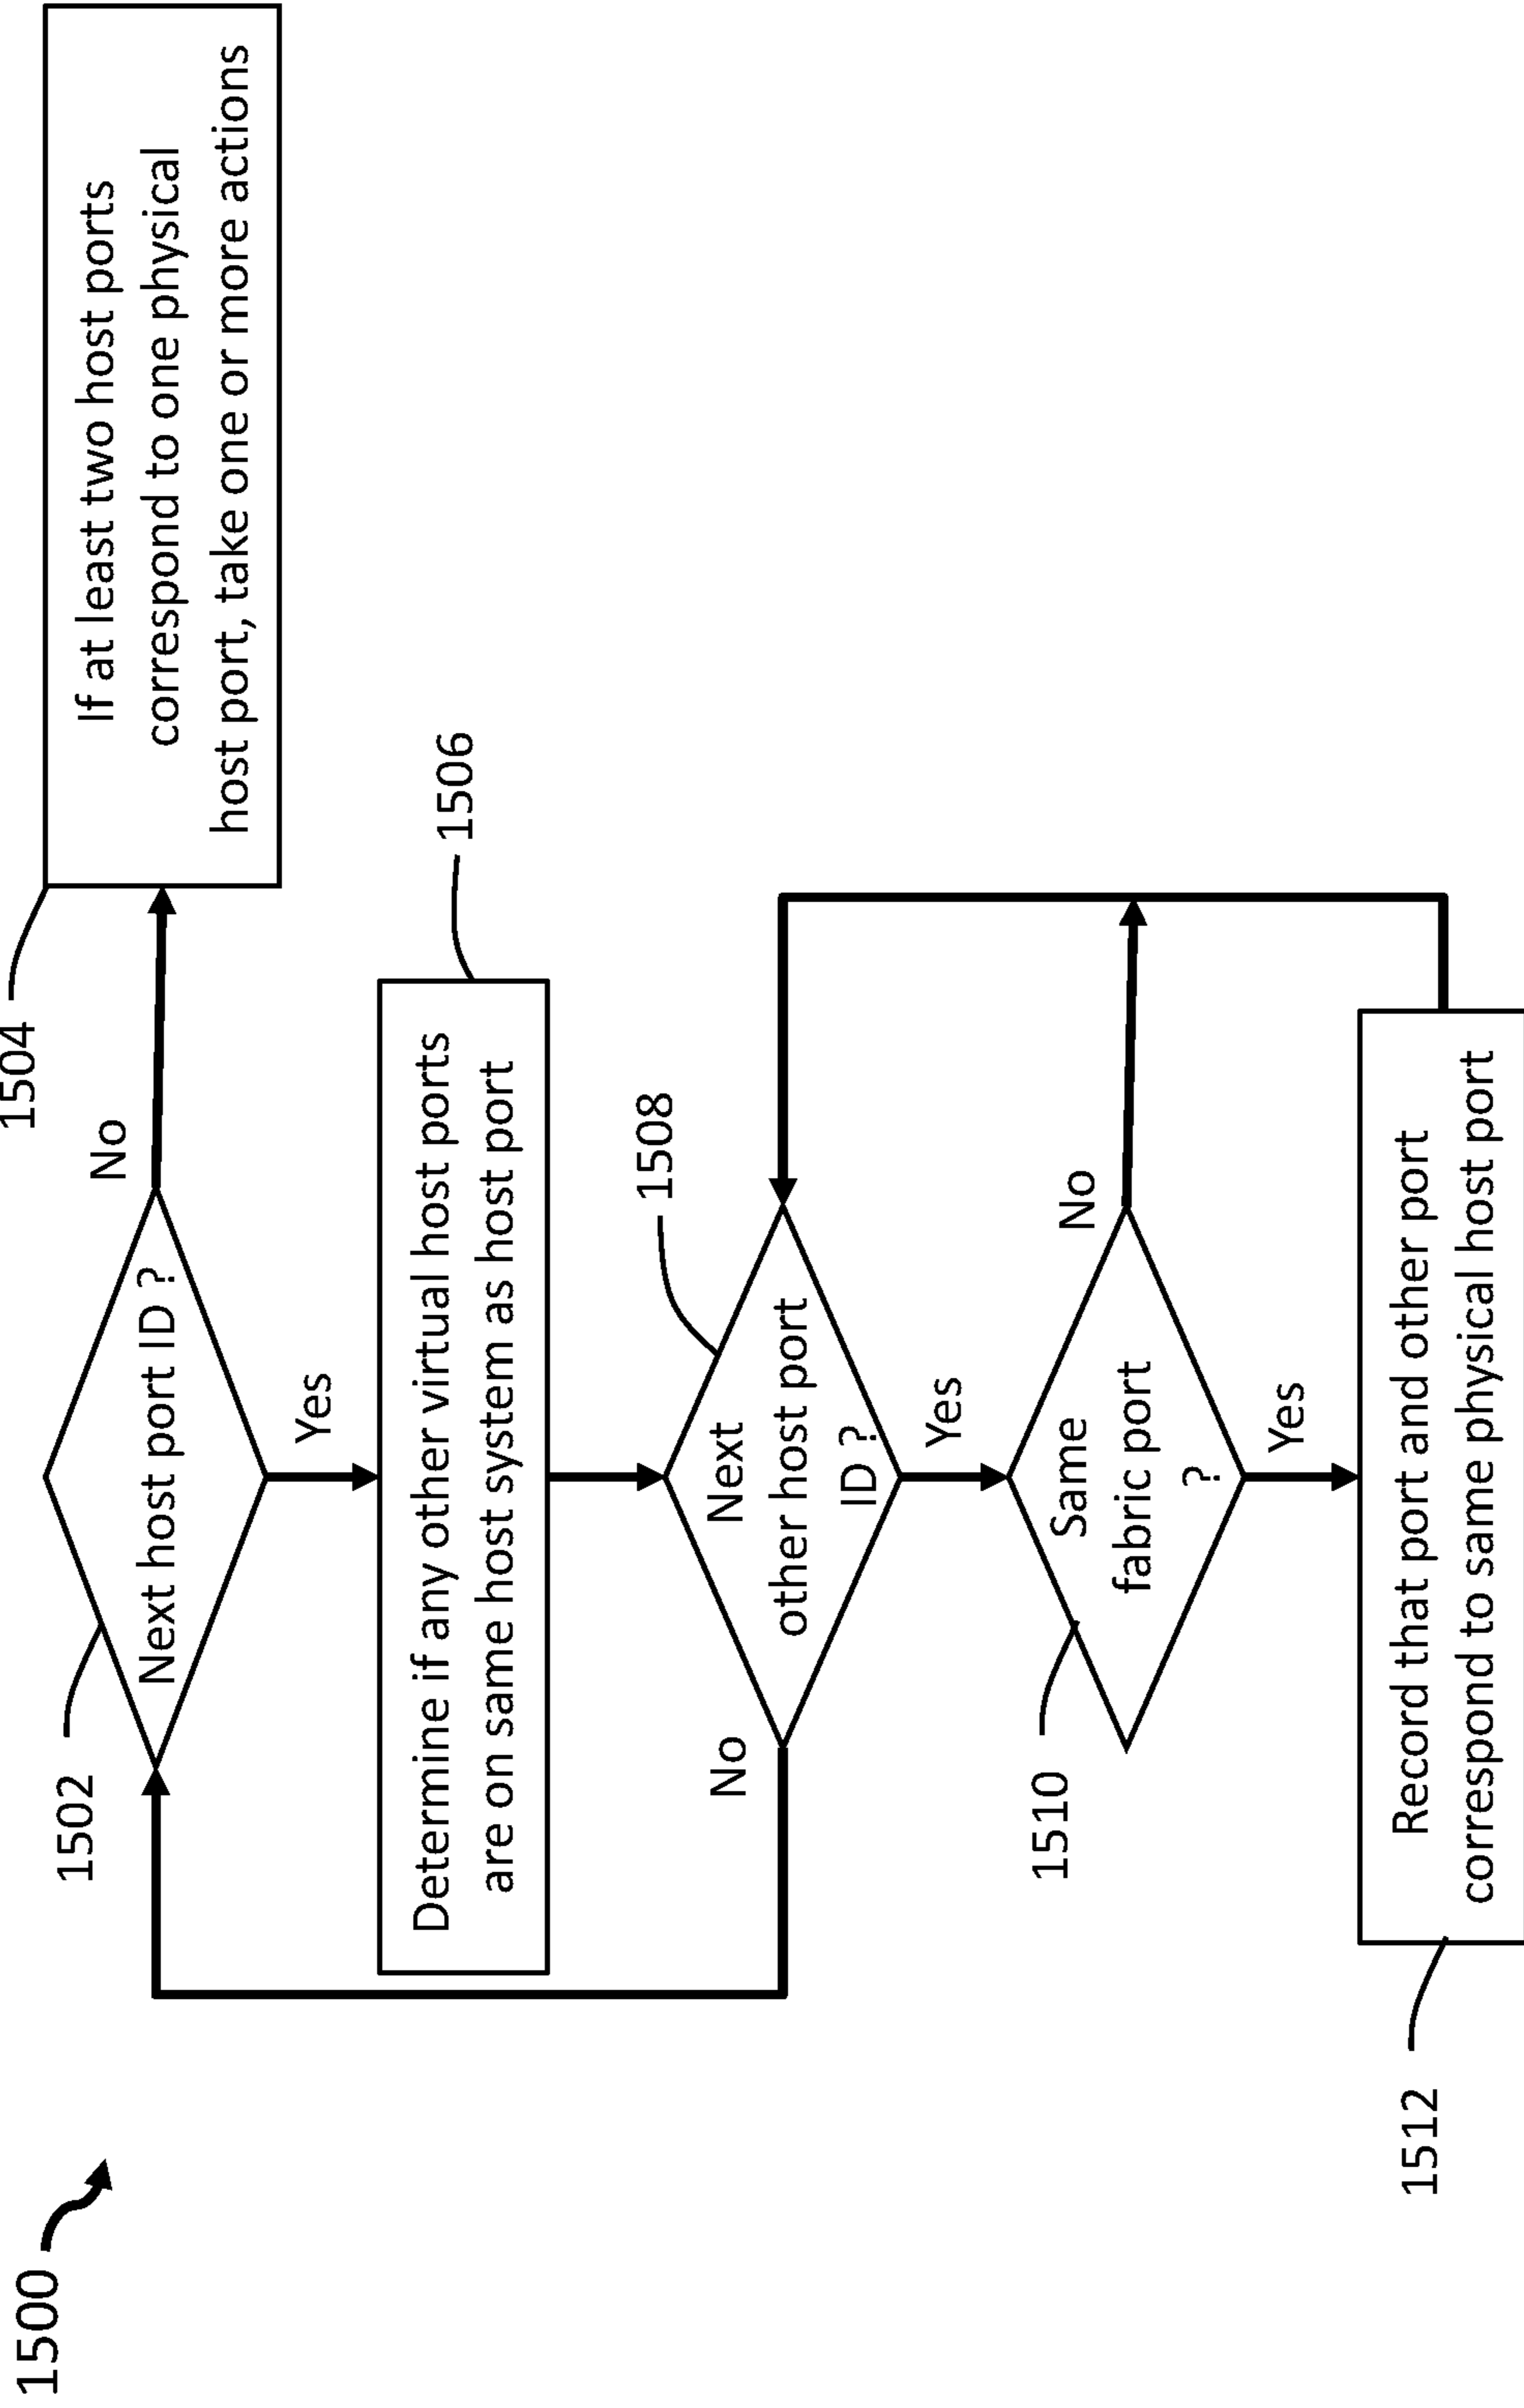 1500
1502
Next host port ID ?
No
1504
If at least two host ports
correspond to one physical
host port, take one or more actions
Yes
1506
Determine if any other virtual host ports
are on same host system as host port
1508
Next
other host port
ID ?
No
Yes
1510
Same
fabric port
?
No
Yes
1512
Record that port and other port
correspond to same physical host port